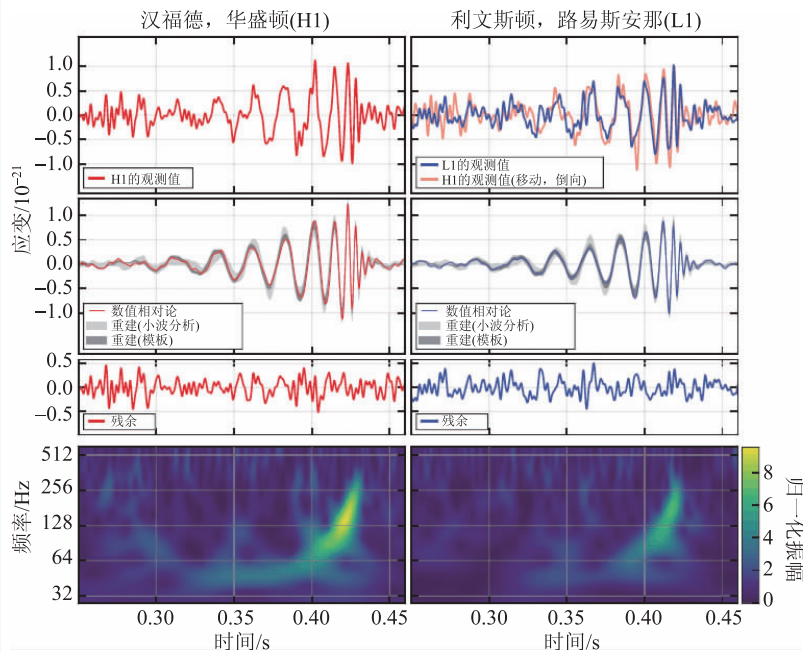 汉福德，华盛顿(H1)
利文斯顿，路易斯安那(L1)
应变/10⁻²¹
1.0
0.5
0.0
−0.5
−1.0
H1的观测值
L1的观测值
H1的观测值(移动，倒向)
1.0
0.5
0.0
−0.5
−1.0
数值相对论
重建(小波分析)
重建(模板)
数值相对论
重建(小波分析)
重建(模板)
0.5
0.0
−0.5
残余
残余
频率/Hz
512
256
128
64
32
0.30
0.35
0.40
0.45
0.30
0.35
0.40
0.45
时间/s
时间/s
8
6
4
2
0
归一化振幅